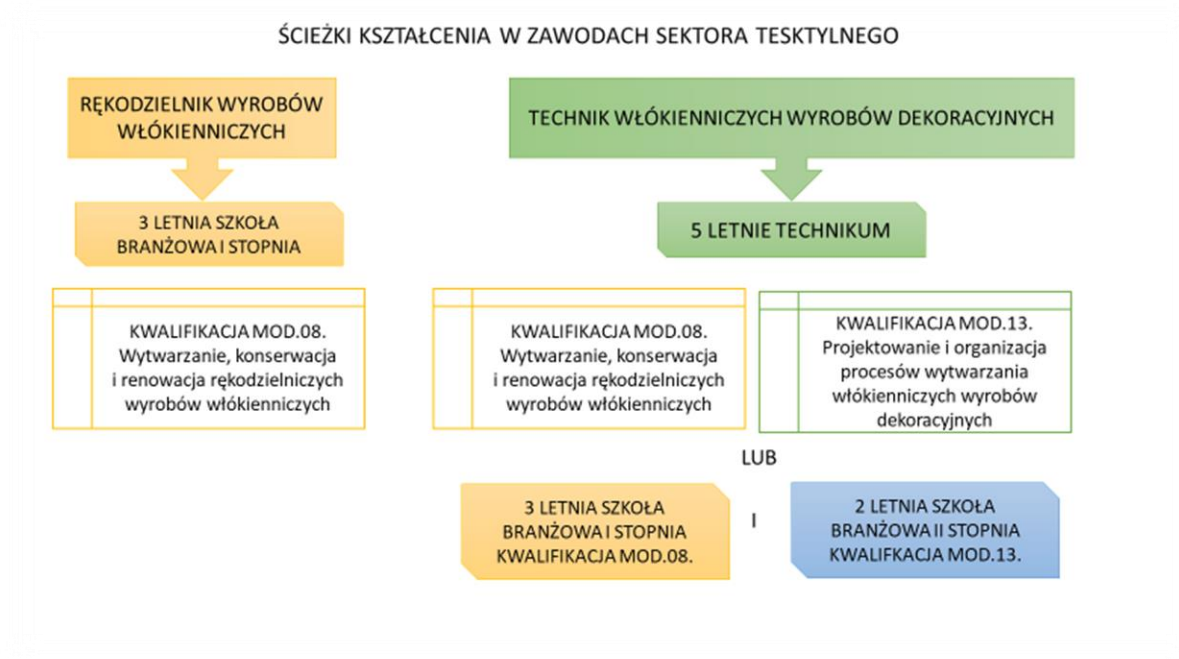 ŚCIEŻKI KSZTAŁCENIA W ZAWODACH SEKTORA TESKTYLNEGO
RĘKODZIELNIK WYROBÓW
WŁÓKIENNICZYCH
3 LETNIA SZKOŁA
BRANŻOWA I STOPNIA
KWALIFIKACJA MOD.08.
Wytwarzanie, konserwacja
i renowacja rękodzielniczych
wyrobów włókienniczych
TECHNIK WŁÓKIENNICZYCH WYROBÓW DEKORACYJNYCH
5 LETNIE TECHNIKUM
KWALIFIKACJA MOD.08.
Wytwarzanie, konserwacja
i renowacja rękodzielniczych
wyrobów włókienniczych
KWALIFIKACJA MOD.13.
Projektowanie i organizacja
procesów wytwarzania
włókienniczych wyrobów
dekoracyjnych
LUB
3 LETNIA SZKOŁA
BRANŻOWA I STOPNIA
KWALIFIKACJA MOD.08.
I
2 LETNIA SZKOŁA
BRANŻOWA II STOPNIA
KWALIFKACJA MOD.13.